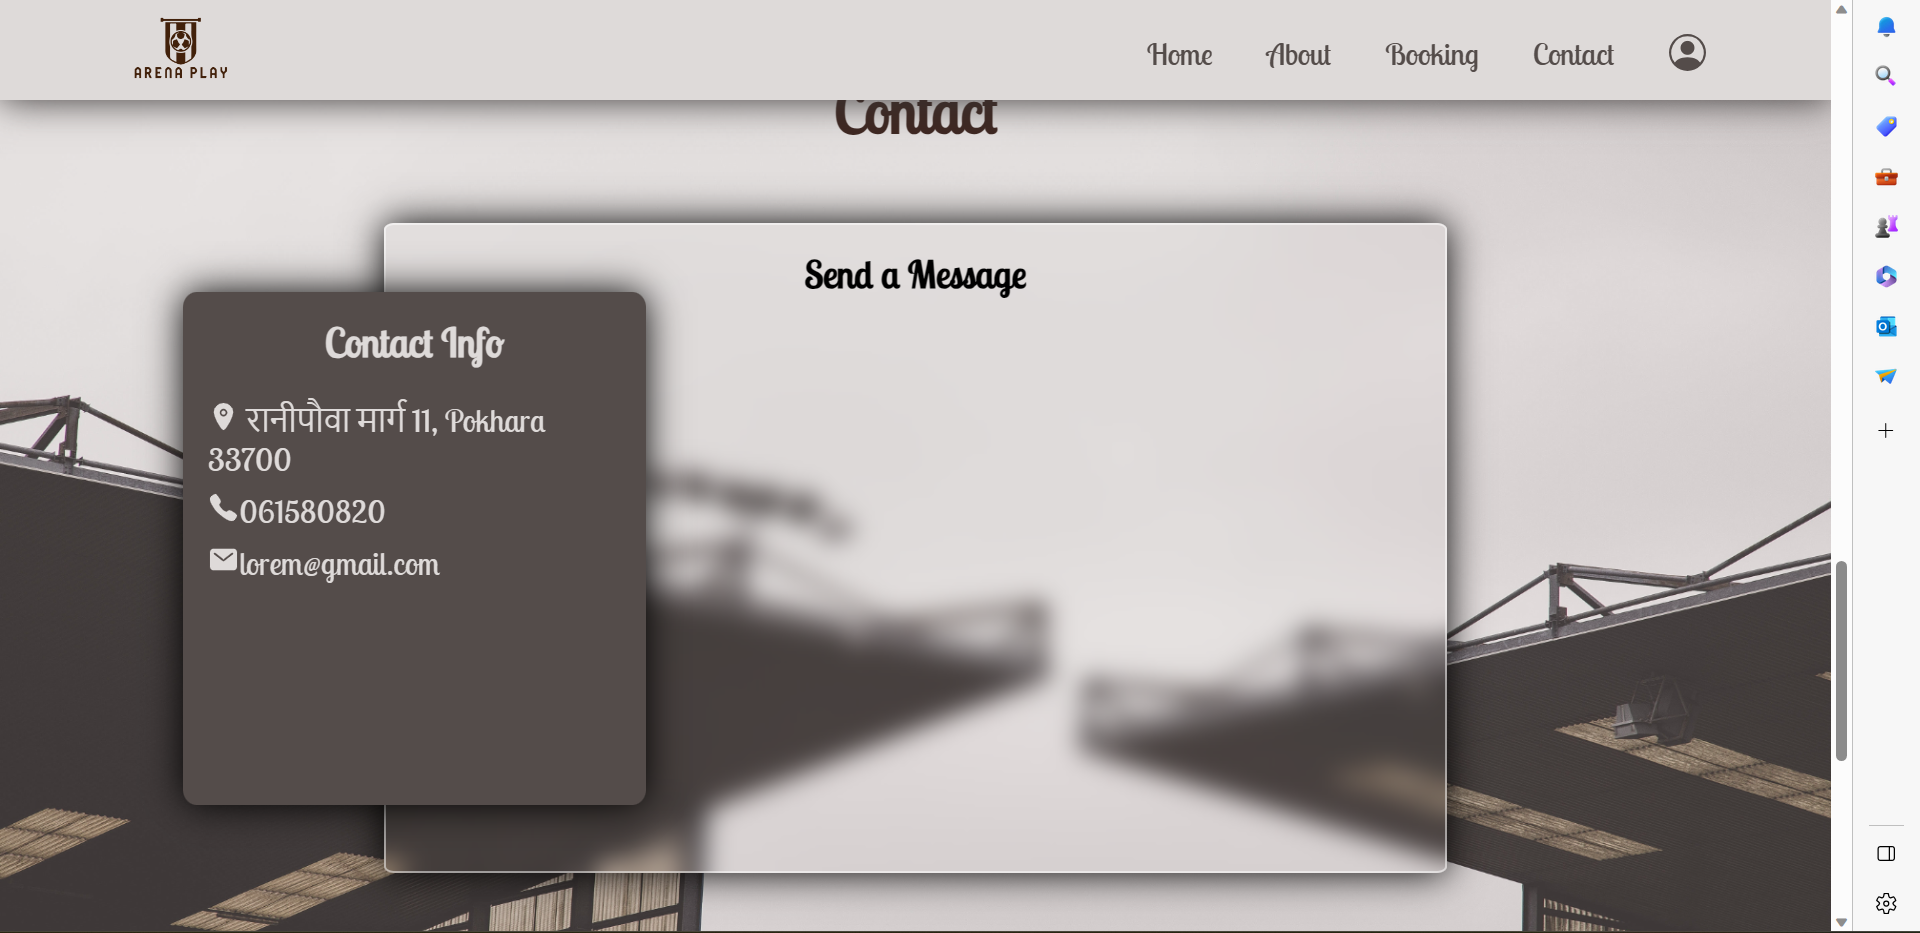 ARENA PLAY
Home About Booking Contact
Contact
Send a Message
Contact Info
रानीपौवा मार्ग 11, Pokhara
33700
061580820
lorem@gmail.com